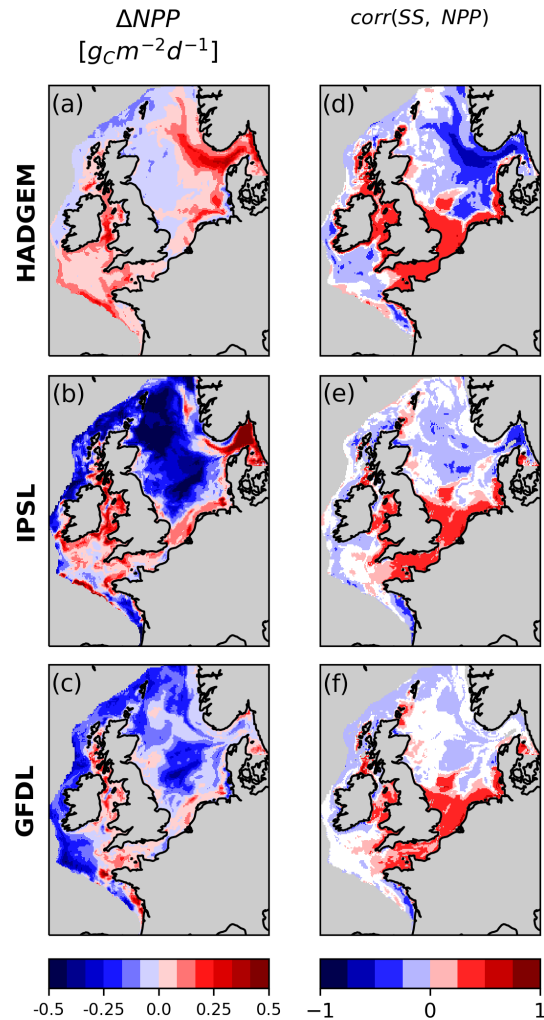 ΔNPP
corr(SS, NPP)
[g_C m^{-2} d^{-1}]
(a)
(d)
HADGEM
(b)
(e)
IPSL
(c)
(f)
GFDL
-0.5 -0.25 0.0 0.25 0.5
−1 0 1